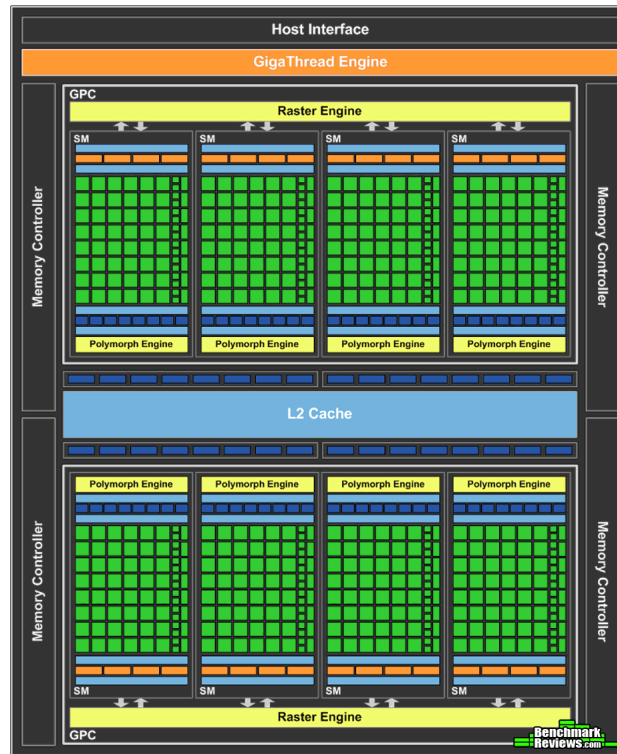 Host Interface
GigaThread Engine
GPC
Raster Engine
SM SM SM SM
Memory Controller
Memory Controller
Polymorph Engine Polymorph Engine Polymorph Engine Polymorph Engine
L2 Cache
Polymorph Engine Polymorph Engine Polymorph Engine Polymorph Engine
Memory Controller
Memory Controller
SM SM SM SM
Raster Engine
GPC
Benchmark
Reviews.com